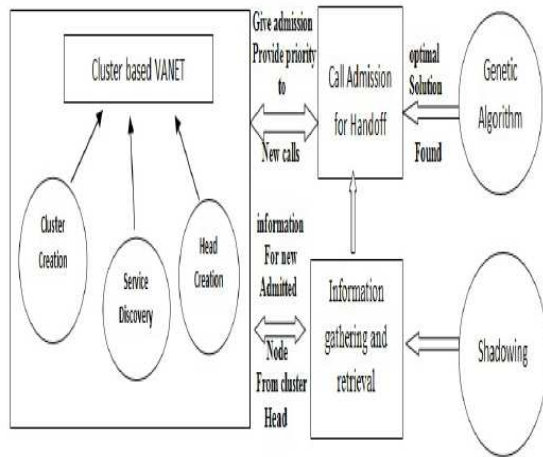 Cluster based VANET
Cluster
Creation
Service
Discovery
Head
Creation
Give admission
Provide priority
to
New calls
Call Admission
for Handoff
optimal
Solution
Found
Genetic
Algorithm
information
For new
Admitted
Node
From cluster
Head
Information
gathering and
retrieval
Shadowing